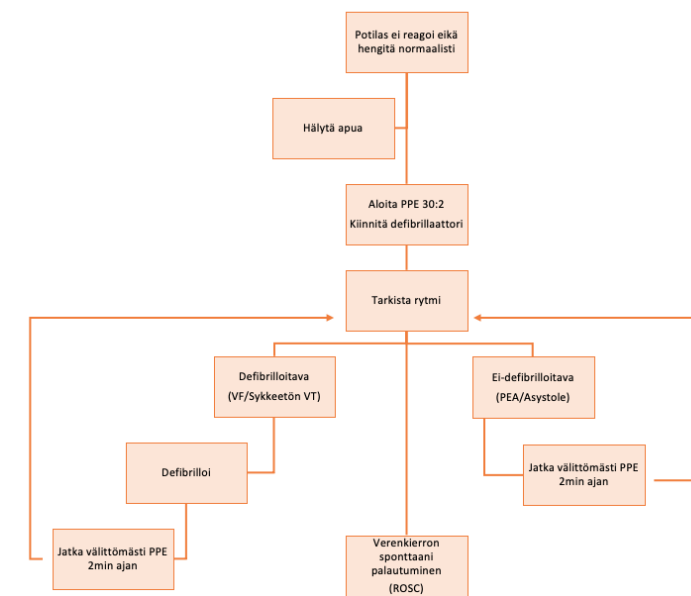 Potilas ei reagoi eikä
hengitä normaalisti
Hälytä apua
Aloita PPE 30:2
Kiinnitä defibrillaattori
Tarkista rytmi
Defibrilloitava
(VF/Sykkeetön VT)
Ei-defibrilloitava
(PEA/Asystole)
Defibrilloi
Jatka välittömästi PPE
2min ajan
Jatka välittömästi PPE
2min ajan
Verenkierron
sponttaani
palautuminen
(ROSC)